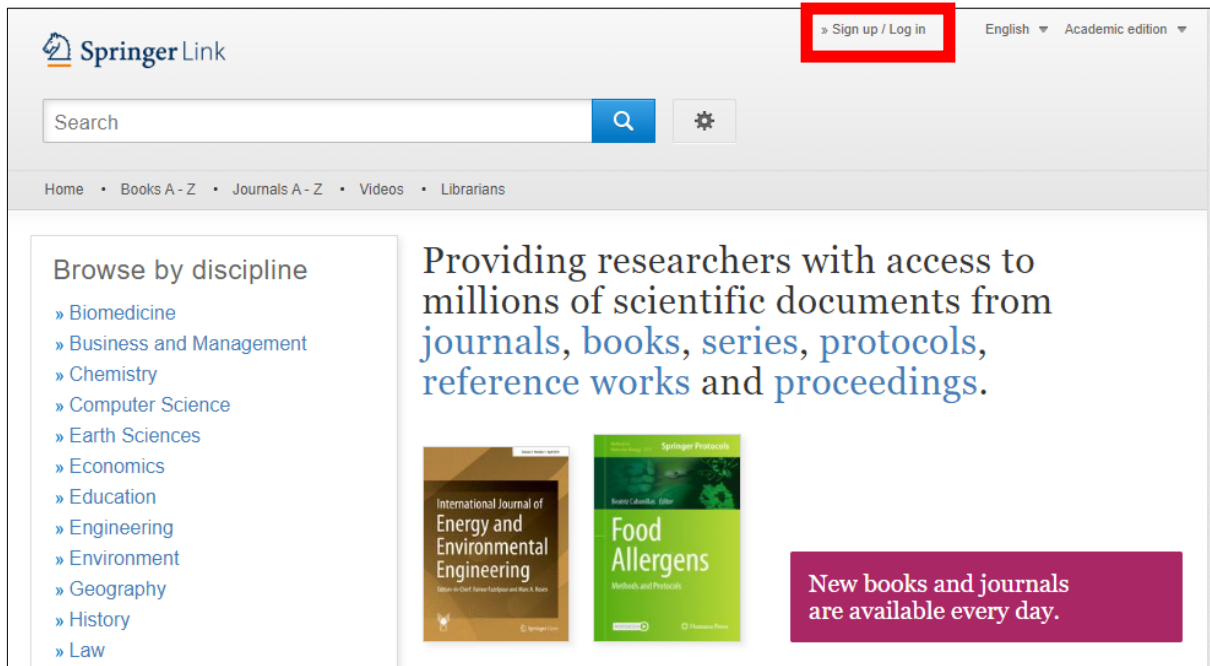 » Sign up / Log in English Academic edition
Springer Link
Search
Home • Books A - Z • Journals A - Z • Videos • Librarians
Browse by discipline
» Biomedicine
» Business and Management
» Chemistry
» Computer Science
» Earth Sciences
» Economics
» Education
» Engineering
» Environment
» Geography
» History
» Law
Providing researchers with access to
millions of scientific documents from
journals, books, series, protocols,
reference works and proceedings.
International Journal of
Energy and
Environmental
Engineering
Springer Protocols
Food
Allergens
Methods and Protocols
Humana Press
New books and journals
are available every day.